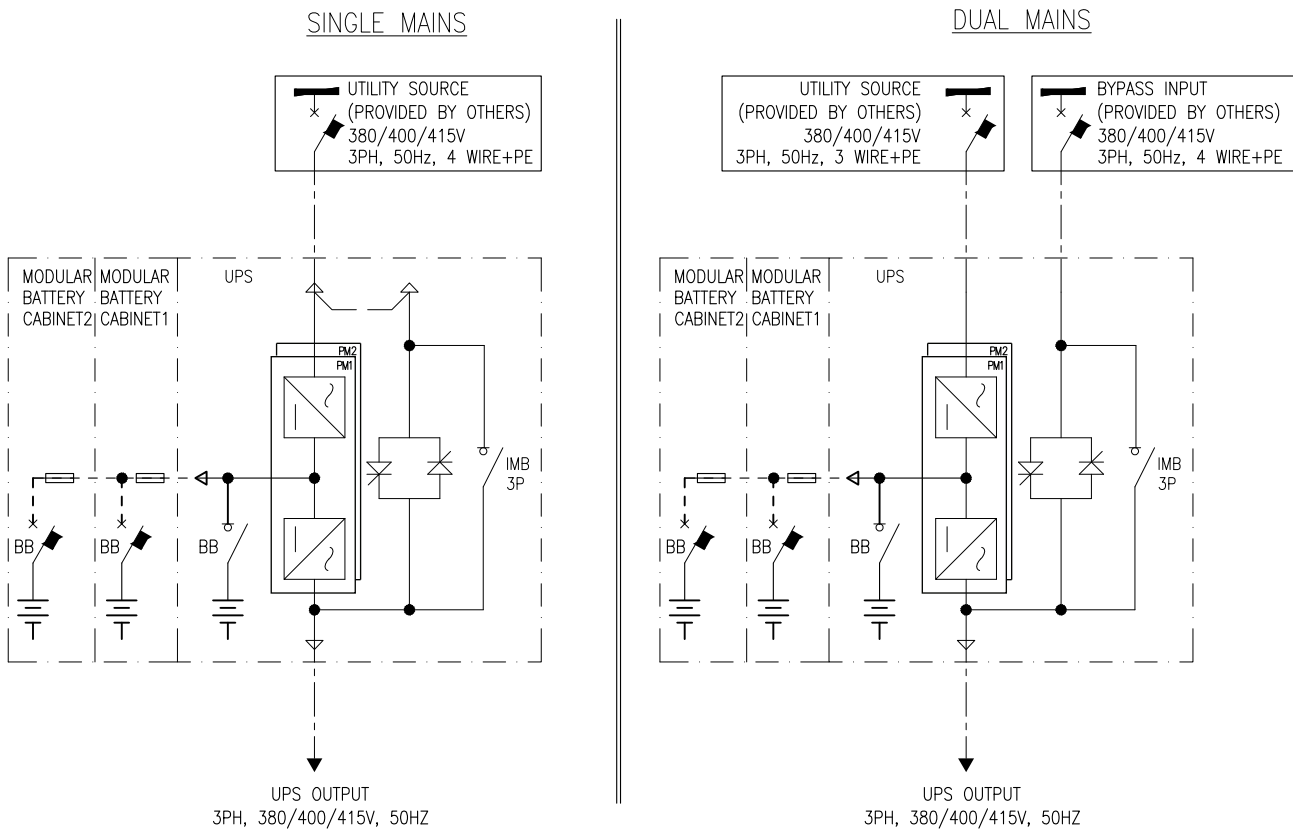 SINGLE MAINS
UTILITY SOURCE
(PROVIDED BY OTHERS)
380/400/415V
3PH, 50Hz, 4 WIRE+PE
MODULAR
BATTERY
CABINET2
MODULAR
BATTERY
CABINET1
UPS
PM2
PM1
IMB
3P
BB
BB
BB
UPS OUTPUT
3PH, 380/400/415V, 50HZ
DUAL MAINS
UTILITY SOURCE
(PROVIDED BY OTHERS)
380/400/415V
3PH, 50Hz, 3 WIRE+PE
BYPASS INPUT
(PROVIDED BY OTHERS)
380/400/415V
3PH, 50Hz, 4 WIRE+PE
MODULAR
BATTERY
CABINET2
MODULAR
BATTERY
CABINET1
UPS
PM2
PM1
IMB
3P
BB
BB
BB
UPS OUTPUT
3PH, 380/400/415V, 50HZ